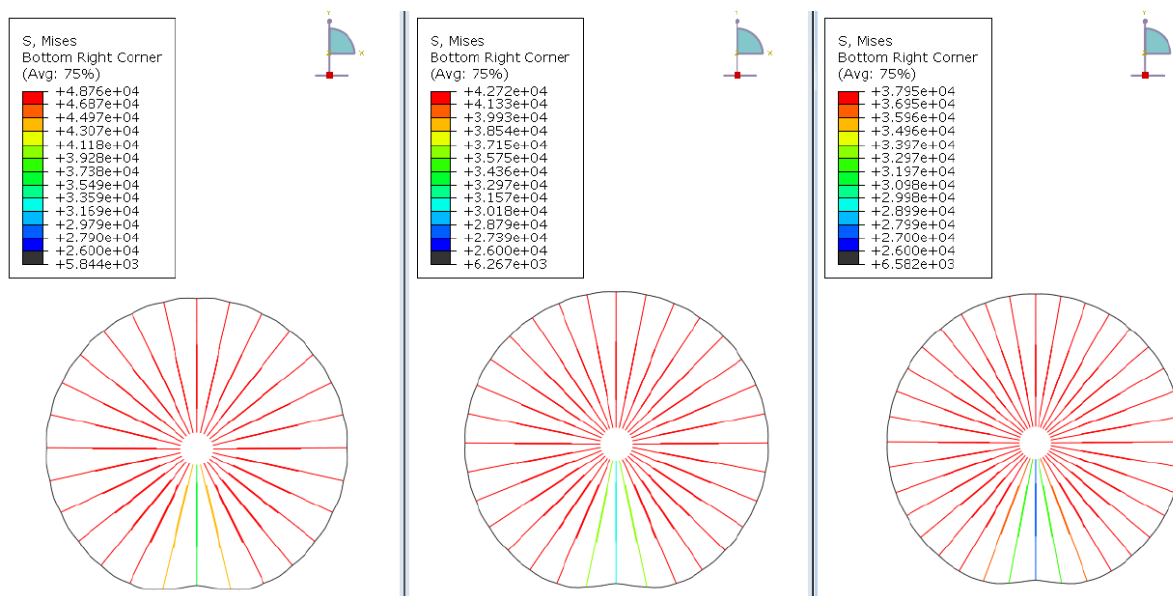 S, Mises
Bottom Right Corner
(Avg: 75%)
+4.876e+04
+4.687e+04
+4.497e+04
+4.307e+04
+4.118e+04
+3.928e+04
+3.738e+04
+3.549e+04
+3.359e+04
+3.169e+04
+2.979e+04
+2.790e+04
+2.600e+04
+5.844e+03
Y
X
S, Mises
Bottom Right Corner
(Avg: 75%)
+4.272e+04
+4.133e+04
+3.993e+04
+3.854e+04
+3.715e+04
+3.575e+04
+3.436e+04
+3.297e+04
+3.157e+04
+3.018e+04
+2.879e+04
+2.739e+04
+2.600e+04
+6.267e+03
Y
X
S, Mises
Bottom Right Corner
(Avg: 75%)
+3.795e+04
+3.695e+04
+3.596e+04
+3.496e+04
+3.397e+04
+3.297e+04
+3.197e+04
+3.098e+04
+2.998e+04
+2.899e+04
+2.799e+04
+2.700e+04
+2.600e+04
+6.582e+03
Y
X